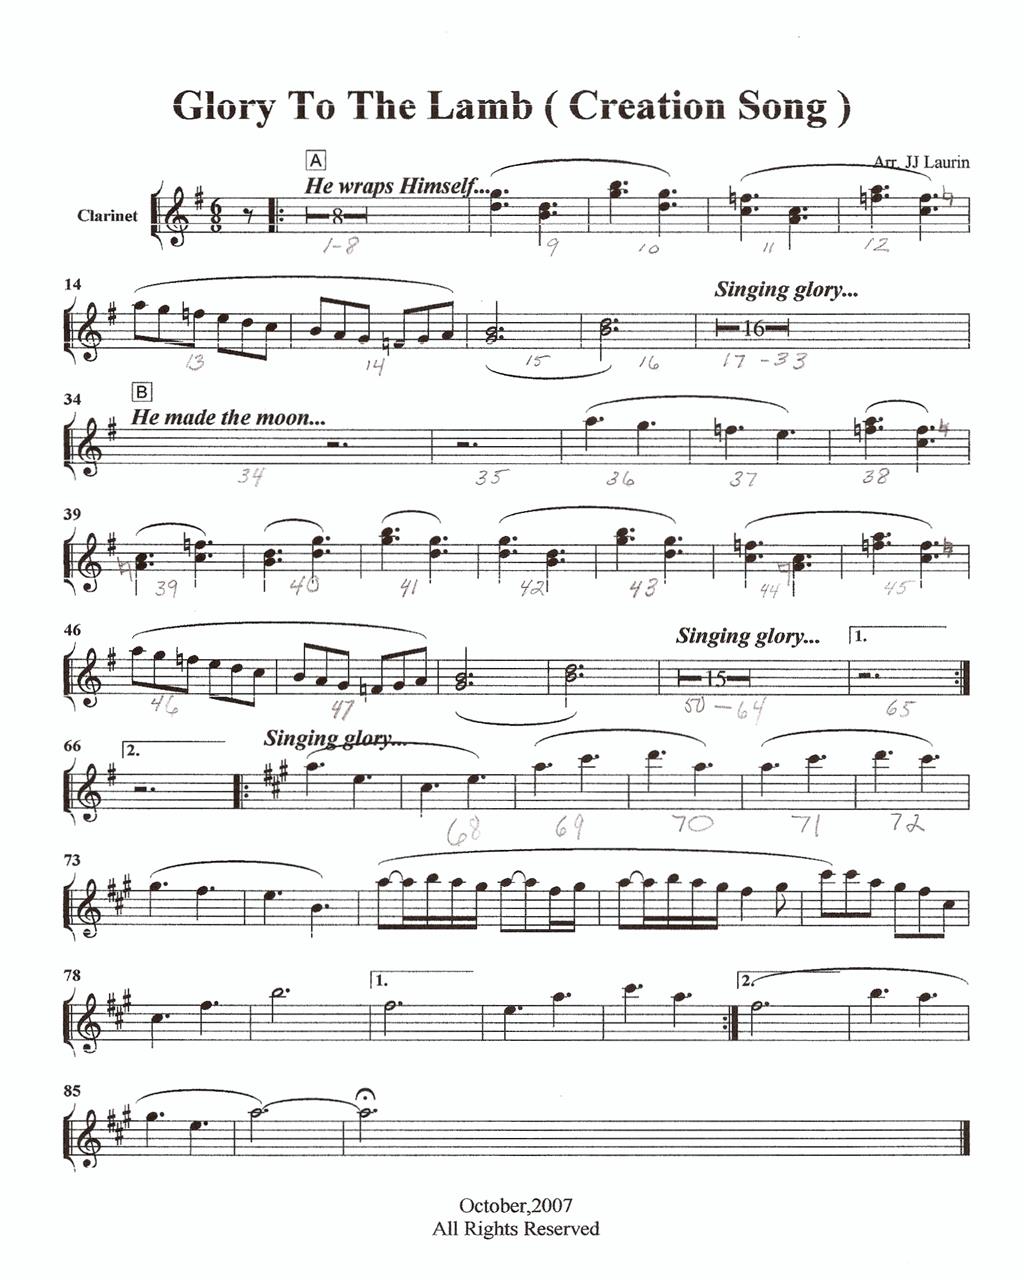 Glory To The Lamb ( Creation Song )
Arr. JJ Laurin
A
He wraps Himself...
Clarinet
6
8
8
1-8 9 10 11 12
14
Singing glory...
16
13 14 15 16 17 -33
B
34
He made the moon...
34 35 36 37 38
39
39 40 41 42 43 44 45
46
Singing glory...
1.
15
46 47 50 - 64 65
66
2.
Singing glory...
68 69 70 71 72
73
78
1.
2.
85
October,2007
All Rights Reserved